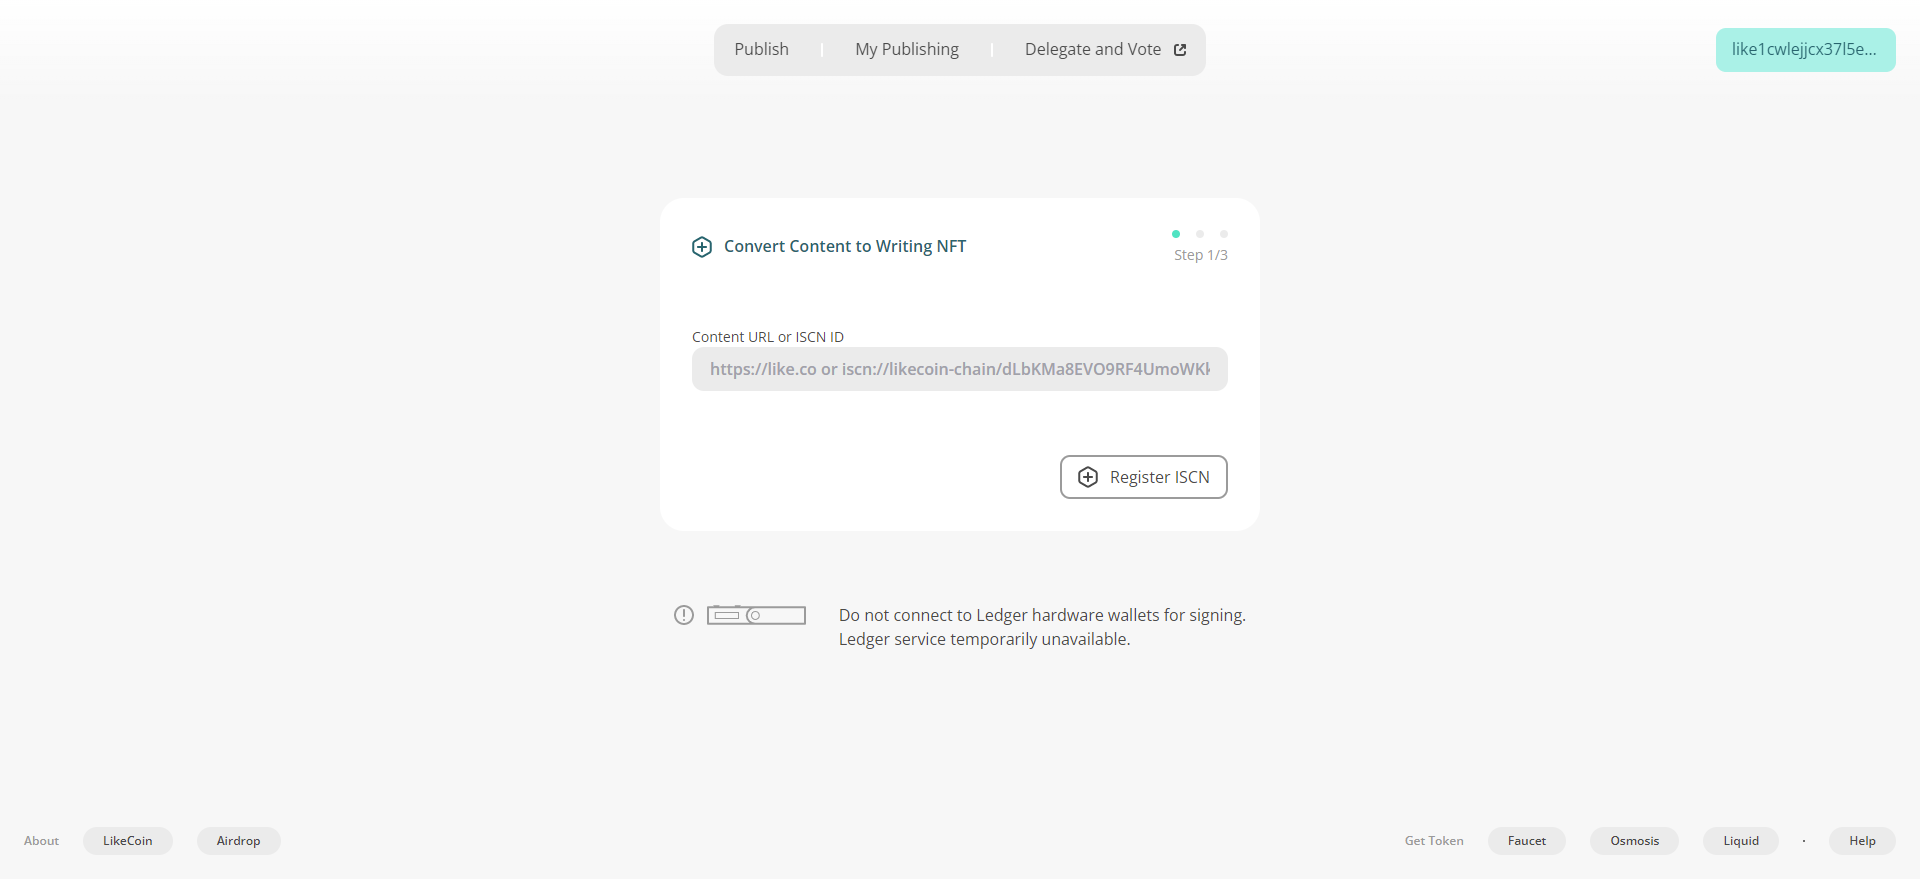 Publish
My Publishing
Delegate and Vote
like1cwlejjcx37l5e...
Convert Content to Writing NFT
Step 1/3
Content URL or ISCN ID
https://like.co or iscn://likecoin-chain/dLbKMa8EVO9RF4UmoWKk
Register ISCN
Do not connect to Ledger hardware wallets for signing.
Ledger service temporarily unavailable.
About
LikeCoin
Airdrop
Get Token
Faucet
Osmosis
Liquid
·
Help